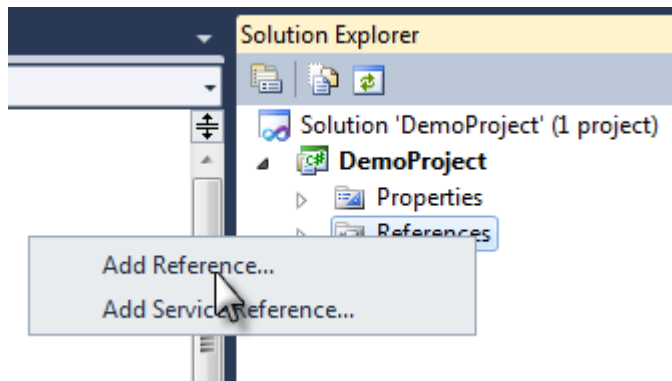 Solution Explorer
Solution 'DemoProject' (1 project)
DemoProject
Properties
References
Add Reference...
Add Service Reference...